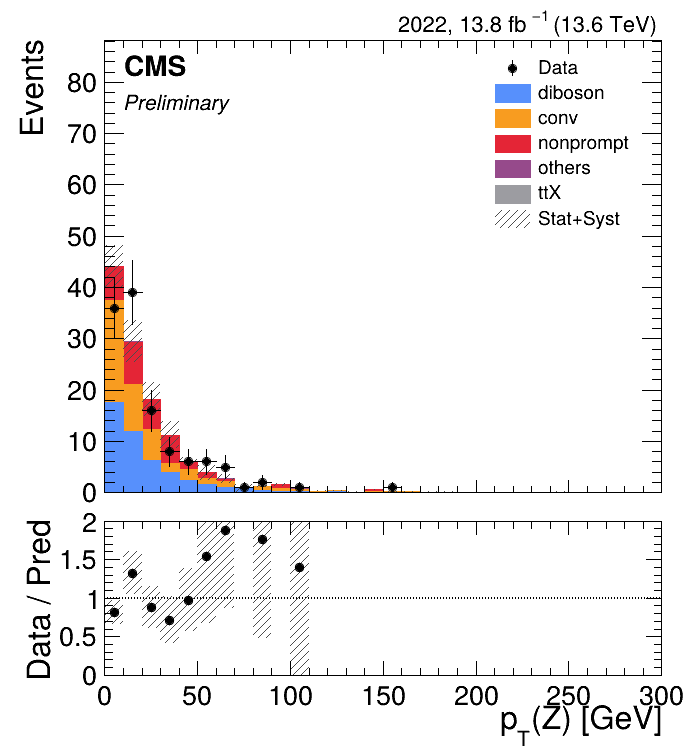 2022, 13.8 fb⁻¹ (13.6 TeV)
CMS
Preliminary
Events
Data
diboson
conv
nonprompt
others
ttX
Stat+Syst
80
70
60
50
40
30
20
10
0
Data / Pred
2
1.5
1
0.5
0
0 50 100 150 200 250 300
p_T(Z) [GeV]